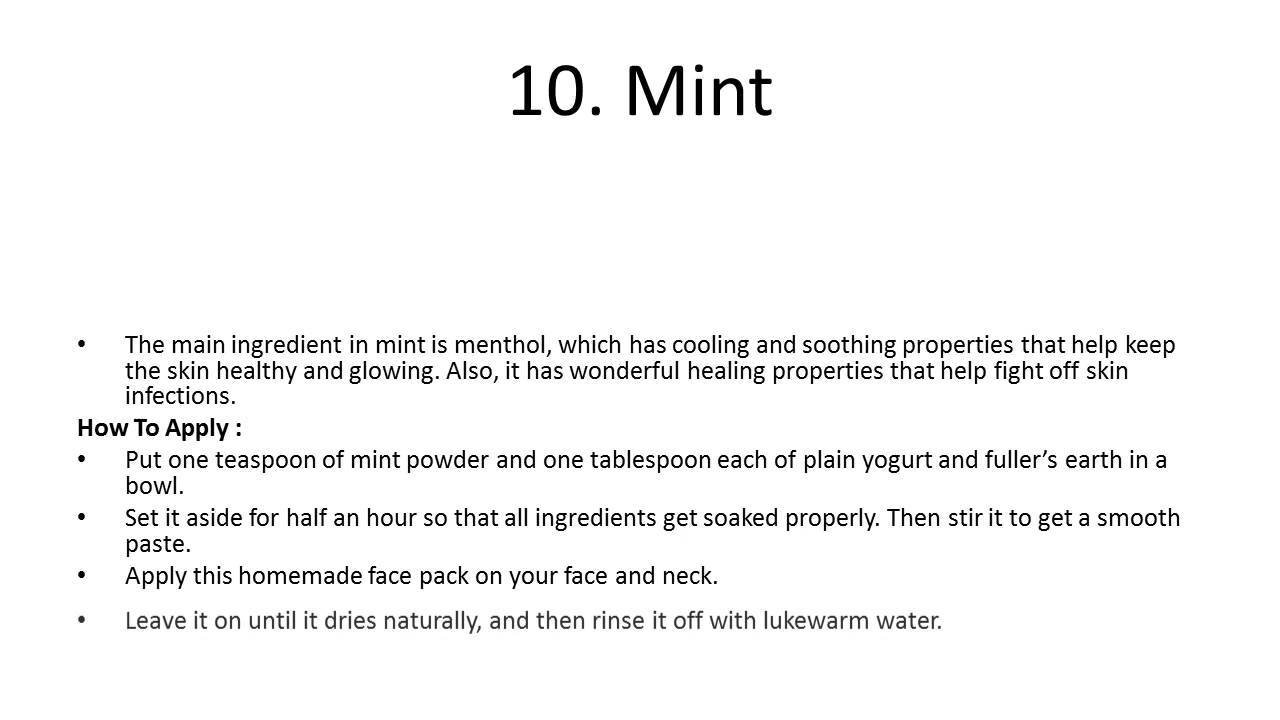 10. Mint
• The main ingredient in mint is menthol, which has cooling and soothing properties that help keep
the skin healthy and glowing. Also, it has wonderful healing properties that help fight off skin
infections.
How To Apply :
• Put one teaspoon of mint powder and one tablespoon each of plain yogurt and fuller’s earth in a
bowl.
• Set it aside for half an hour so that all ingredients get soaked properly. Then stir it to get a smooth
paste.
• Apply this homemade face pack on your face and neck.
• Leave it on until it dries naturally, and then rinse it off with lukewarm water.